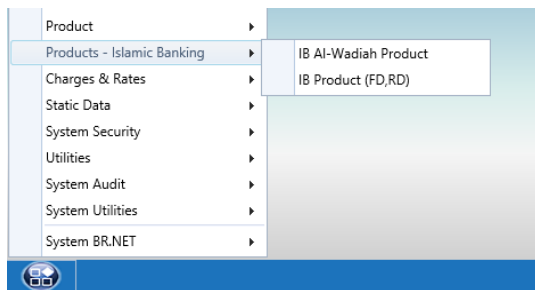 Product
Products - Islamic Banking
IB Al-Wadiah Product
Charges & Rates
IB Product (FD,RD)
Static Data
System Security
Utilities
System Audit
System Utilities
System BR.NET